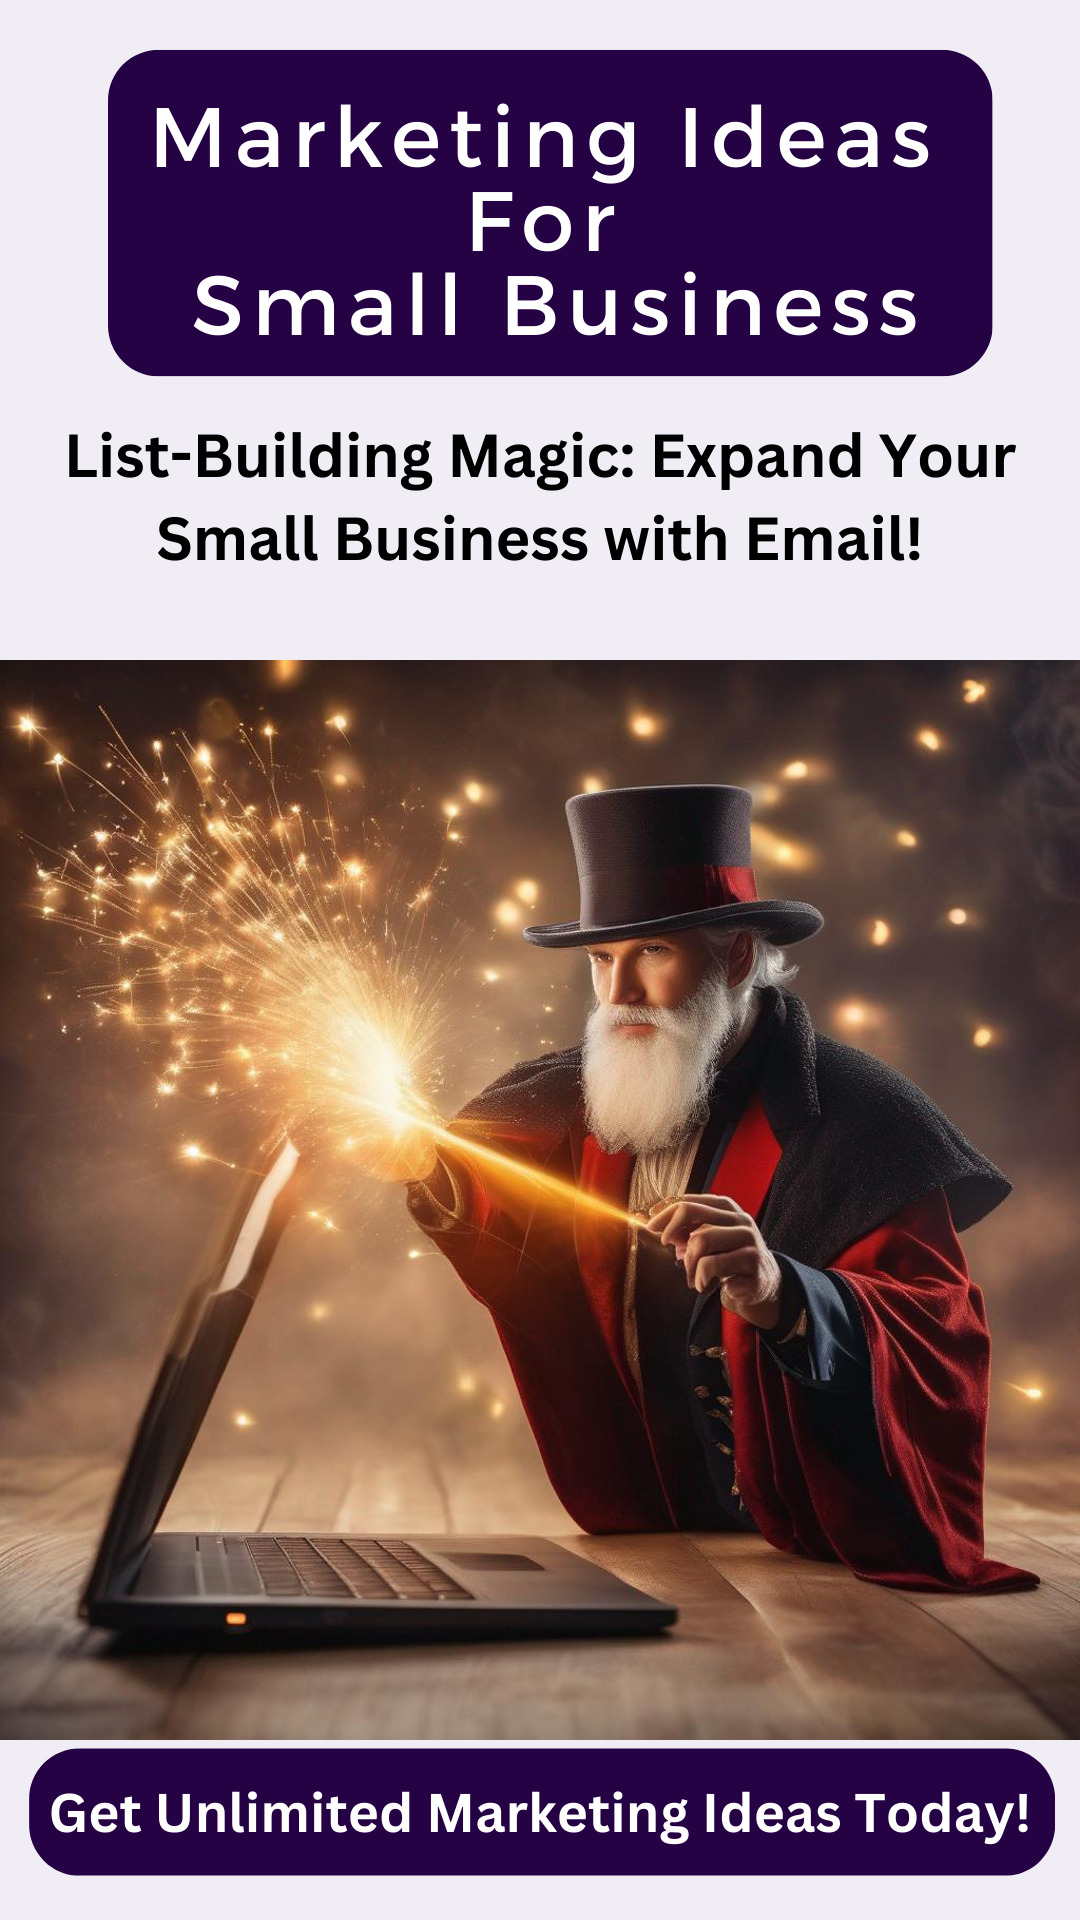 Marketing Ideas
For
Small Business
List-Building Magic: Expand Your
Small Business with Email!
Get Unlimited Marketing Ideas Today!